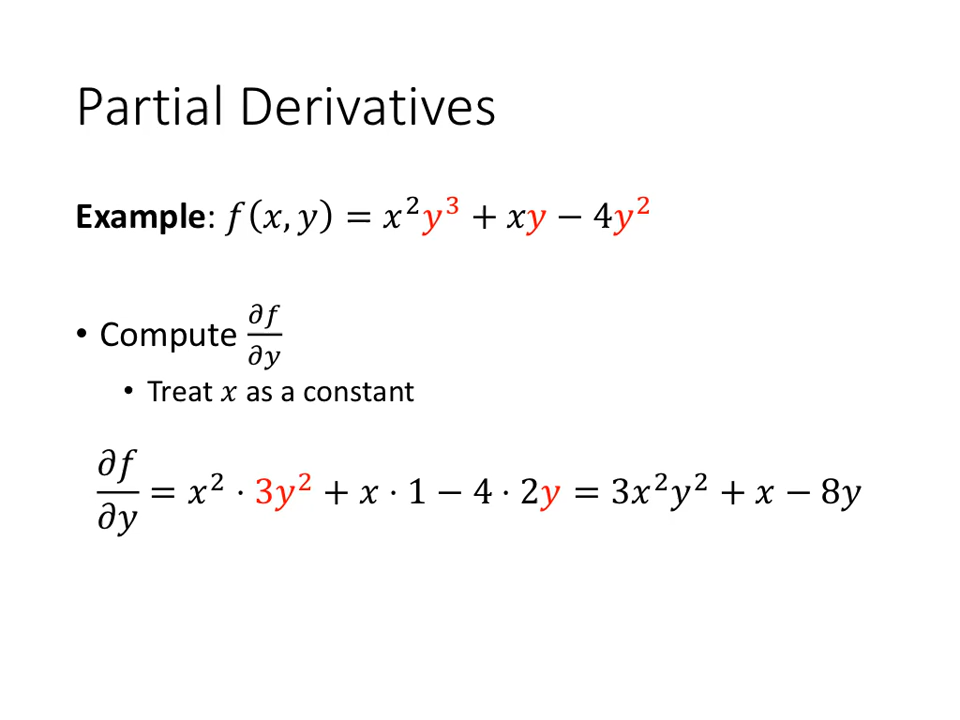 Partial Derivatives
Example: f(x, y) = x²y³ + xy − 4y²
• Compute ∂f/∂y
• Treat x as a constant
∂f/∂y = x² · 3y² + x · 1 − 4 · 2y = 3x²y² + x − 8y